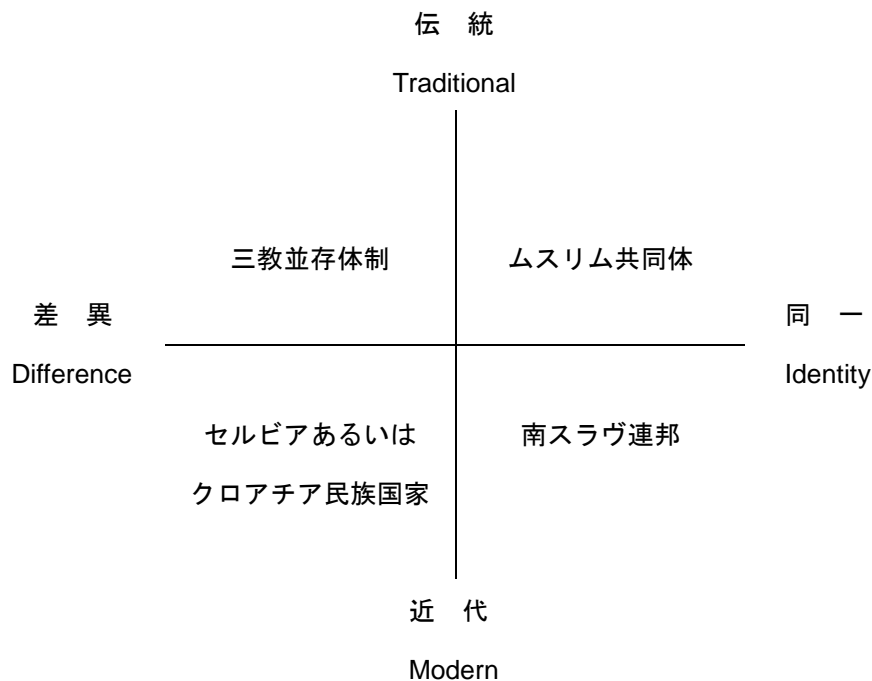 伝　統
Traditional
三教並存体制
ムスリム共同体
差　異
Difference
同　一
Identity
セルビアあるいは
クロアチア民族国家
南スラヴ連邦
近　代
Modern